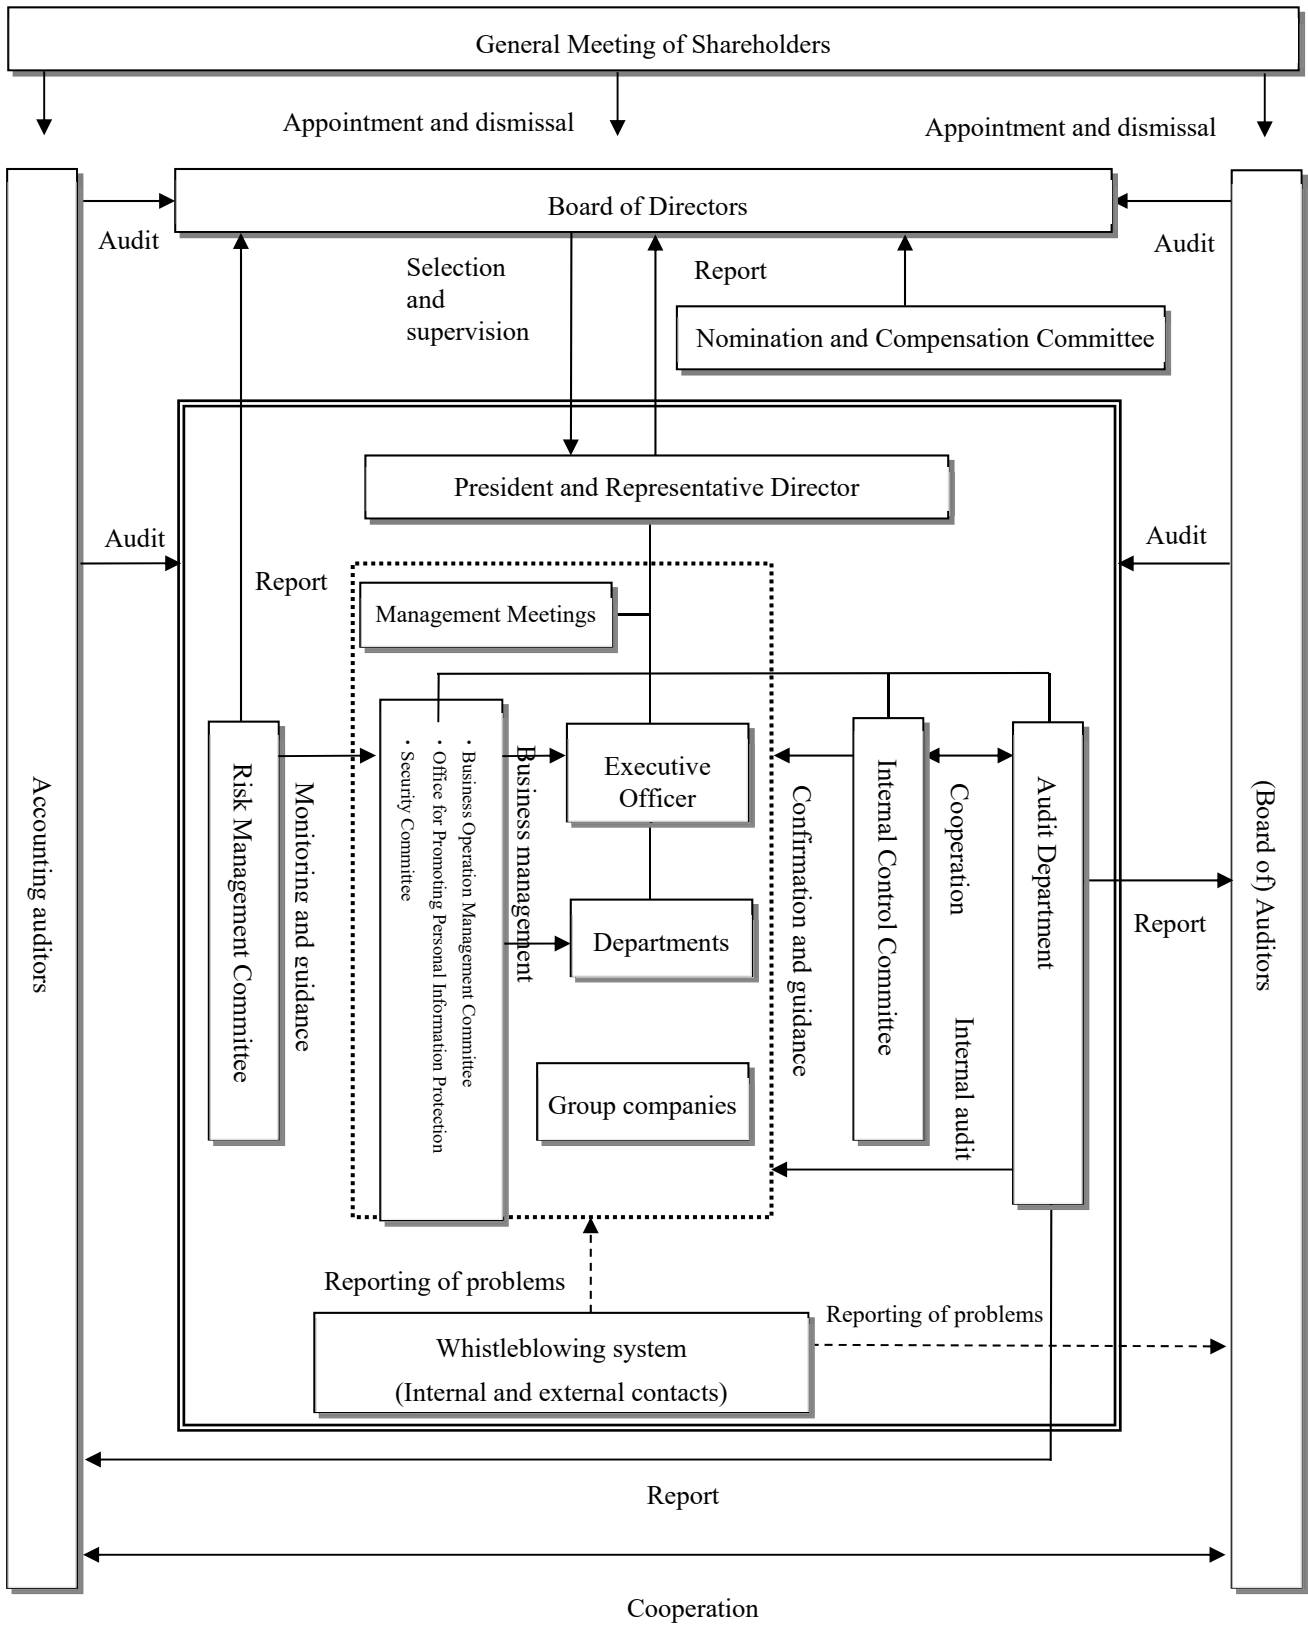 General Meeting of Shareholders
Appointment and dismissal
Appointment and dismissal
Board of Directors
Audit
Audit
Selection
and
supervision
Report
Nomination and Compensation Committee
President and Representative Director
Audit
Audit
Report
Management Meetings
Accounting auditors
Risk Management Committee
Monitoring and guidance
・Business Operation Management Committee
・Office for Promoting Personal Information Protection
・Security Committee
Business management
Executive
Officer
Departments
Group companies
Confirmation and guidance
Internal Control Committee
Cooperation
Internal audit
Audit Department
Report
(Board of) Auditors
Reporting of problems
Reporting of problems
Whistleblowing system
(Internal and external contacts)
Report
Cooperation